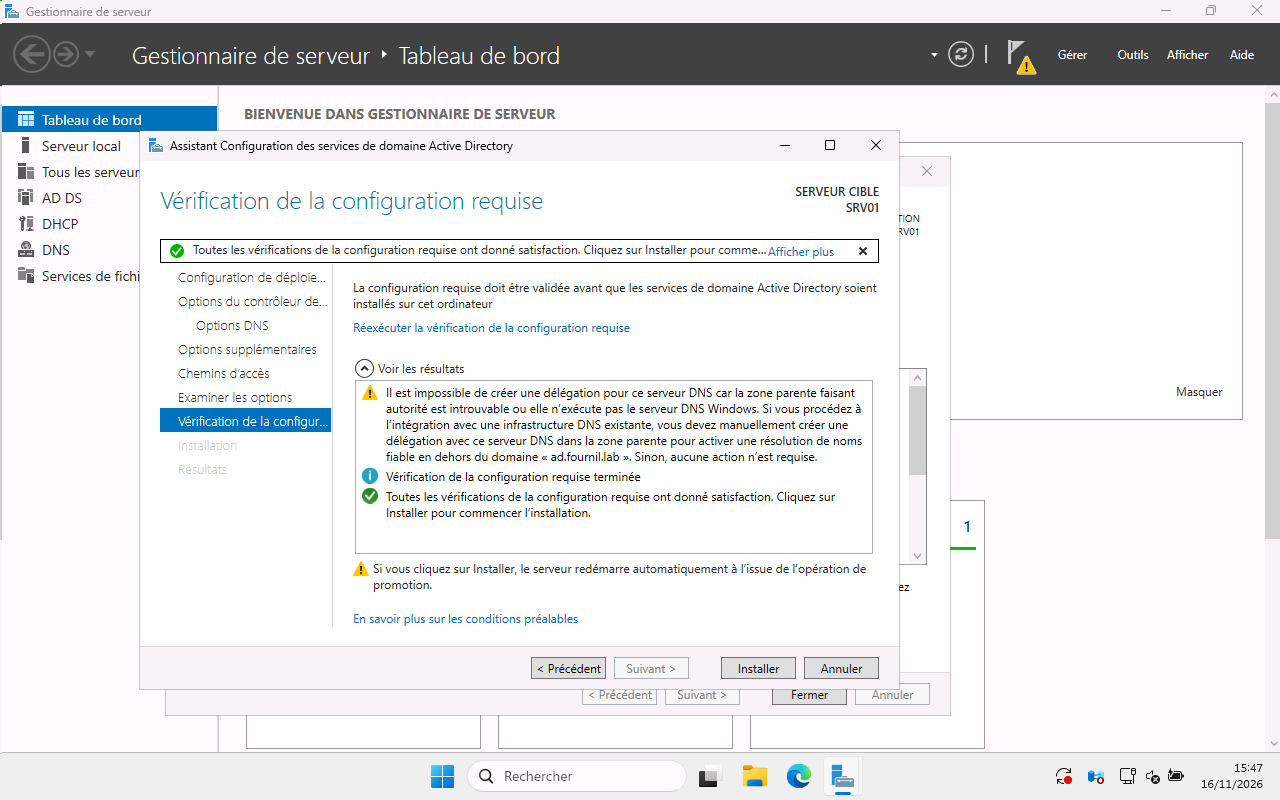 Gestionnaire de serveur
Gestionnaire de serveur ‣ Tableau de bord
Gérer Outils Afficher Aide
Tableau de bord
Serveur local
Tous les serveur
AD DS
DHCP
DNS
Services de fichi
BIENVENUE DANS GESTIONNAIRE DE SERVEUR
Assistant Configuration des services de domaine Active Directory
Vérification de la configuration requise
SERVEUR CIBLE
SRV01
Toutes les vérifications de la configuration requise ont donné satisfaction. Cliquez sur Installer pour comme... Afficher plus
Configuration de déploie...
Options du contrôleur de...
Options DNS
Options supplémentaires
Chemins d'accès
Examiner les options
Vérification de la configur...
Installation
Résultats
La configuration requise doit être validée avant que les services de domaine Active Directory soient
installés sur cet ordinateur
Réexécuter la vérification de la configuration requise
Voir les résultats
Il est impossible de créer une délégation pour ce serveur DNS car la zone parente faisant
autorité est introuvable ou elle n'exécute pas le serveur DNS Windows. Si vous procédez à
l'intégration avec une infrastructure DNS existante, vous devez manuellement créer une
délégation avec ce serveur DNS dans la zone parente pour activer une résolution de noms
fiable en dehors du domaine « ad.fournil.lab ». Sinon, aucune action n'est requise.
Vérification de la configuration requise terminée
Toutes les vérifications de la configuration requise ont donné satisfaction. Cliquez sur
Installer pour commencer l'installation.
Si vous cliquez sur Installer, le serveur redémarre automatiquement à l'issue de l'opération de
promotion.
En savoir plus sur les conditions préalables
< Précédent Suivant > Installer Annuler
TION
RV01
ez
< Précédent Suivant > Fermer Annuler
Masquer
1
Rechercher
15:47
16/11/2026